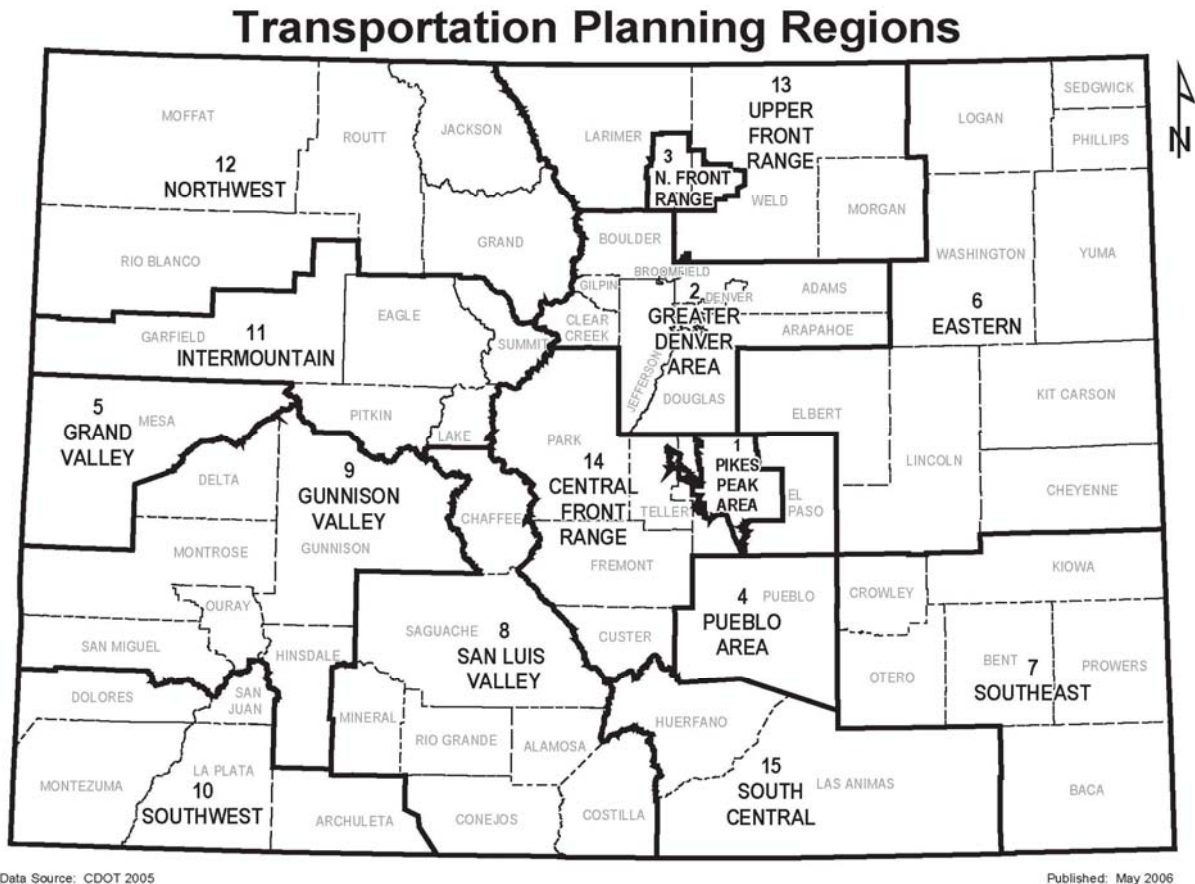 Transportation Planning Regions
MOFFAT
ROUTT
JACKSON
LARIMER
13
UPPER
FRONT
RANGE
LOGAN
SEDGWICK
PHILLIPS
N
12
NORTHWEST
3
N. FRONT
RANGE
WELD
MORGAN
RIO BLANCO
GRAND
BOULDER
WASHINGTON
YUMA
BROOMFIELD
GILPIN
2
GREATER
DENVER
AREA
DENVER
ADAMS
ARAPAHOE
6
EASTERN
GARFIELD
11
INTERMOUNTAIN
EAGLE
SUMMIT
CLEAR
CREEK
JEFFERSON
DOUGLAS
ELBERT
KIT CARSON
5
GRAND
VALLEY
MESA
PITKIN
LAKE
PARK
14
CENTRAL
FRONT
RANGE
1
PIKES
PEAK
AREA
LINCOLN
CHEYENNE
DELTA
9
GUNNISON
VALLEY
CHAFFEE
TELLER
EL
PASO
MONTROSE
GUNNISON
FREMONT
KIOWA
OURAY
4
PUEBLO
AREA
PUEBLO
CROWLEY
SAN MIGUEL
HINSDALE
SAGUACHE
8
SAN LUIS
VALLEY
CUSTER
OTERO
BENT
7
SOUTHEAST
PROWERS
DOLORES
SAN
JUAN
MINERAL
RIO GRANDE
ALAMOSA
HUERFANO
MONTEZUMA
LA PLATA
10
SOUTHWEST
ARCHULETA
CONEJOS
COSTILLA
15
SOUTH
CENTRAL
LAS ANIMAS
BACA
Data Source: CDOT 2005
Published: May 2006